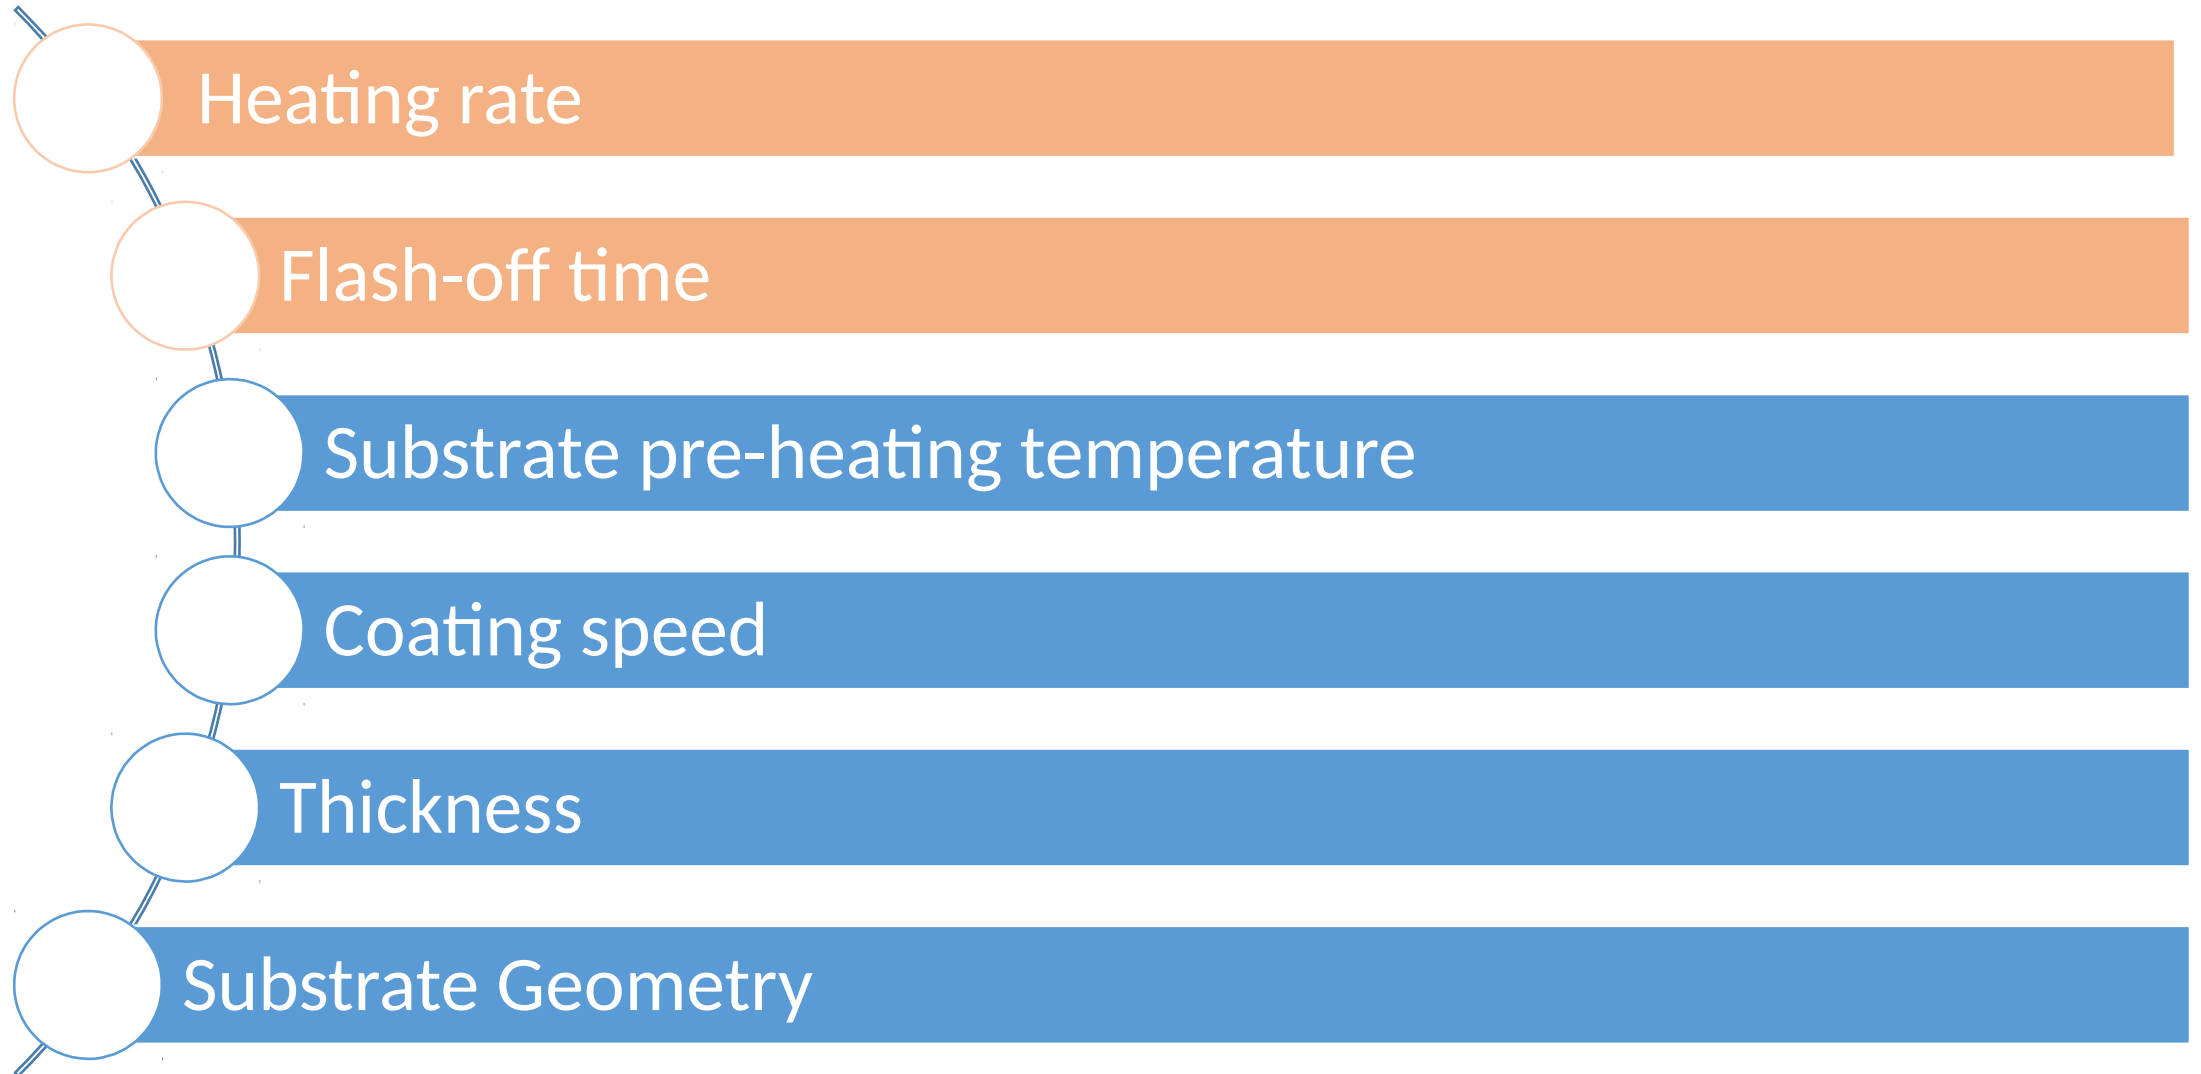 Heating rate
Flash-off time
Substrate pre-heating temperature
Coating speed
Thickness
Substrate Geometry